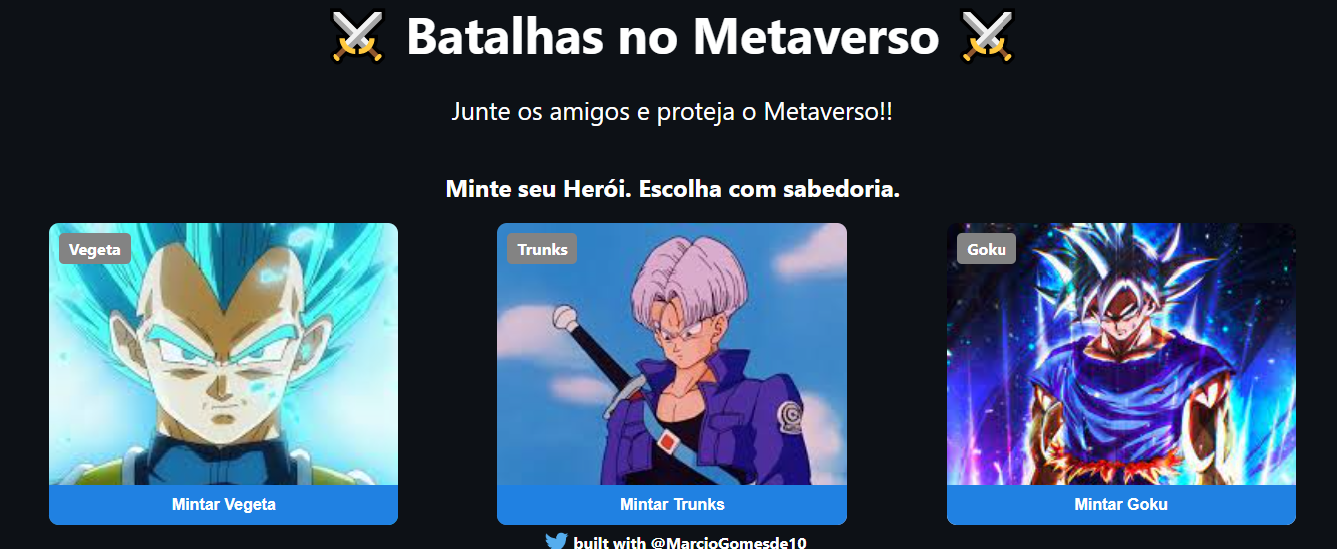 Batalhas no Metaverso
Junte os amigos e proteja o Metaverso!!
Minte seu Herói. Escolha com sabedoria.
Vegeta
Trunks
Goku
Mintar Vegeta
Mintar Trunks
Mintar Goku
built with @MarcioGomesde10